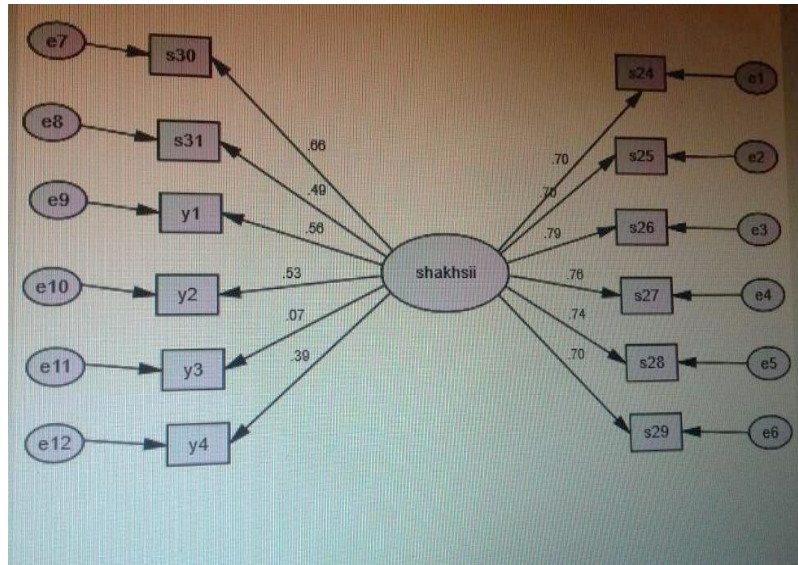 e7
s30
e8
s31
e9
y1
e10
y2
e11
y3
e12
y4
.66
.49
.56
.53
.07
.39
shakhsii
.70
.70
.79
.76
.74
.70
s24
e1
s25
e2
s26
e3
s27
e4
s28
e5
s29
e6